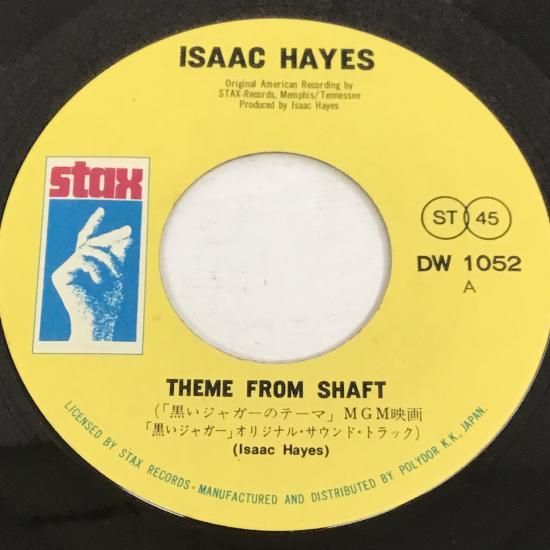 ISAAC HAYES
Original American Recording by
STAX-Records, Memphis/Tennessee
Produced by Isaac Hayes
stax
ST 45
DW 1052
A
THEME FROM SHAFT
(「黒いジャガーのテーマ」MGM映画
「黒いジャガー」オリジナル・サウンド・トラック)
(Isaac Hayes)
LICENSED BY STAX RECORDS・MANUFACTURED AND DISTRIBUTED BY POLYDOR K.K. JAPAN.